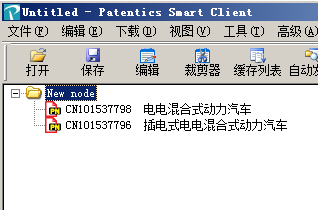 Untitled - Patentics Smart Client
文件(F) 编辑(E) 下载(D) 视图(V) 工具(T) 高级(A)
打开 保存 编辑 裁剪器 缓存列表 自动
New node
CN101537798 电电混合式动力汽车
CN101537796 插电式电电混合式动力汽车